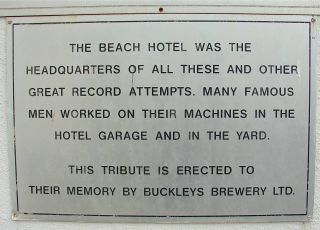 THE BEACH HOTEL WAS THE
HEADQUARTERS OF ALL THESE AND OTHER
GREAT RECORD ATTEMPTS. MANY FAMOUS
MEN WORKED ON THEIR MACHINES IN THE
HOTEL GARAGE AND IN THE YARD.
THIS TRIBUTE IS ERECTED TO
THEIR MEMORY BY BUCKLEYS BREWERY LTD.